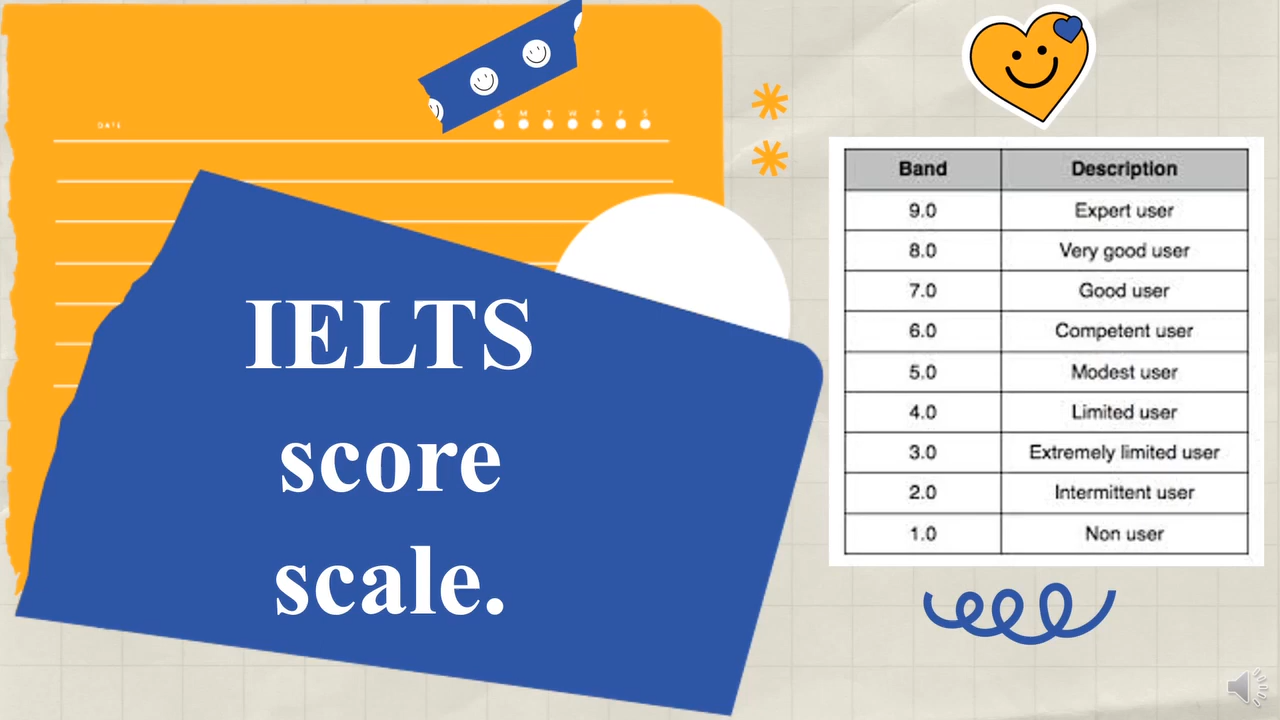 DATE
S M T W T F S
IELTS
score
scale.
Band Description
9.0 Expert user
8.0 Very good user
7.0 Good user
6.0 Competent user
5.0 Modest user
4.0 Limited user
3.0 Extremely limited user
2.0 Intermittent user
1.0 Non user